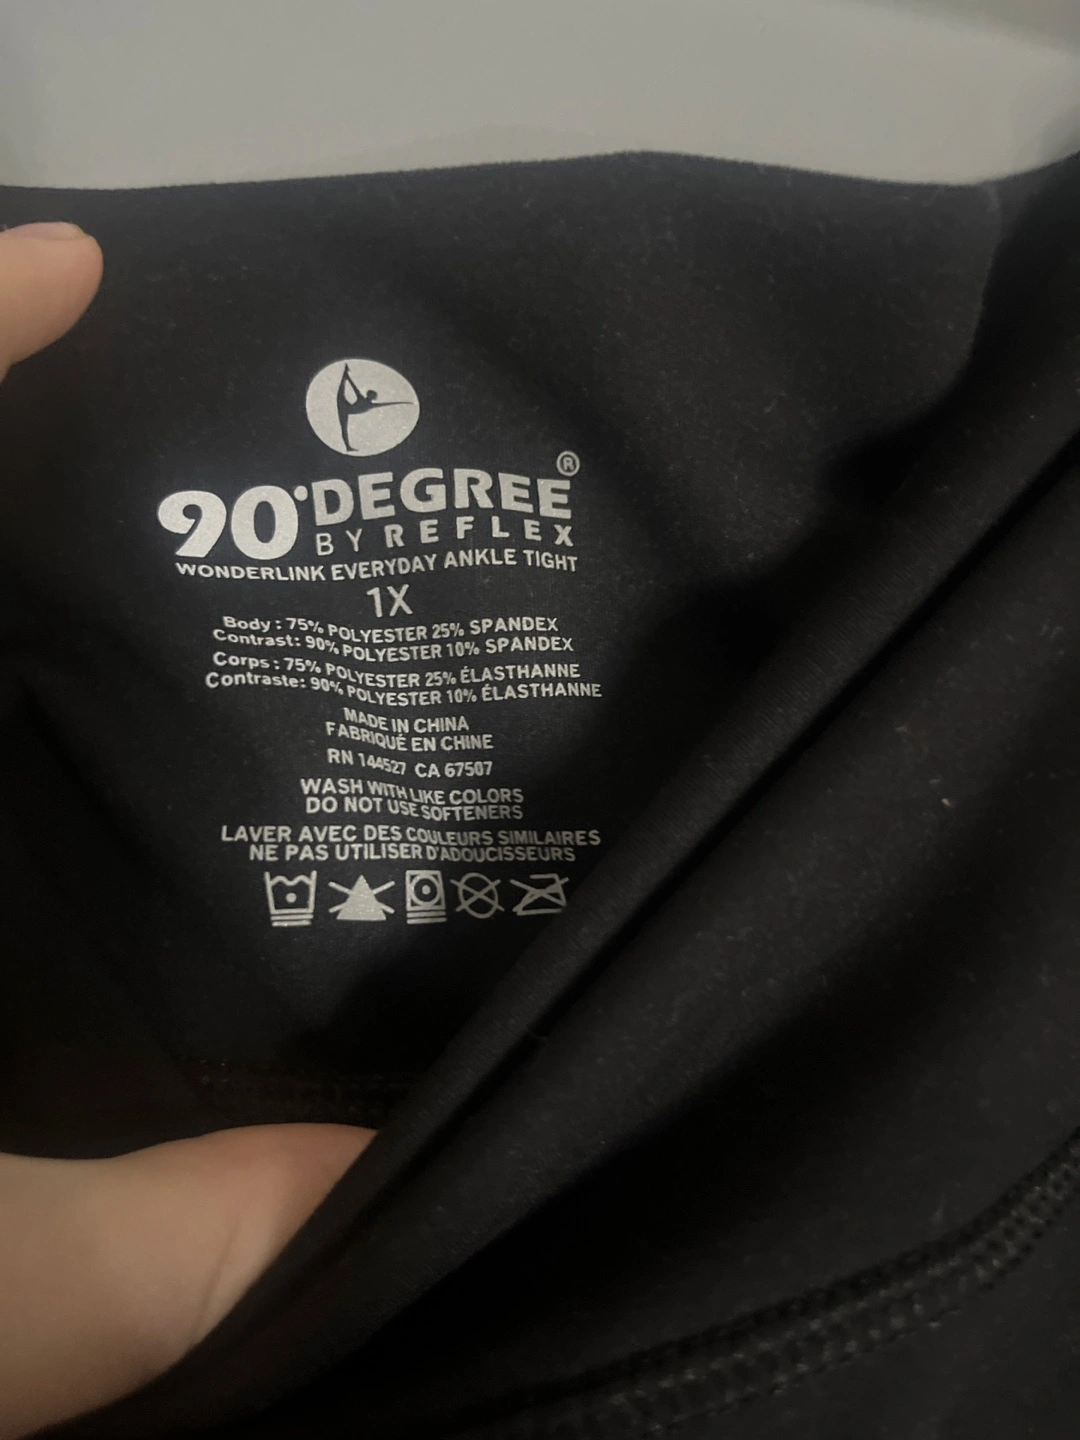 90°DEGREE®
BY REFLEX
WONDERLINK EVERYDAY ANKLE TIGHT
1X
Body : 75% POLYESTER 25% SPANDEX
Contrast: 90% POLYESTER 10% SPANDEX
Corps : 75% POLYESTER 25% ÉLASTHANNE
Contraste: 90% POLYESTER 10% ÉLASTHANNE
MADE IN CHINA
FABRIQUÉ EN CHINE
RN 144527 CA 67507
WASH WITH LIKE COLORS
DO NOT USE SOFTENERS
LAVER AVEC DES COULEURS SIMILAIRES
NE PAS UTILISER D'ADOUCISSEURS